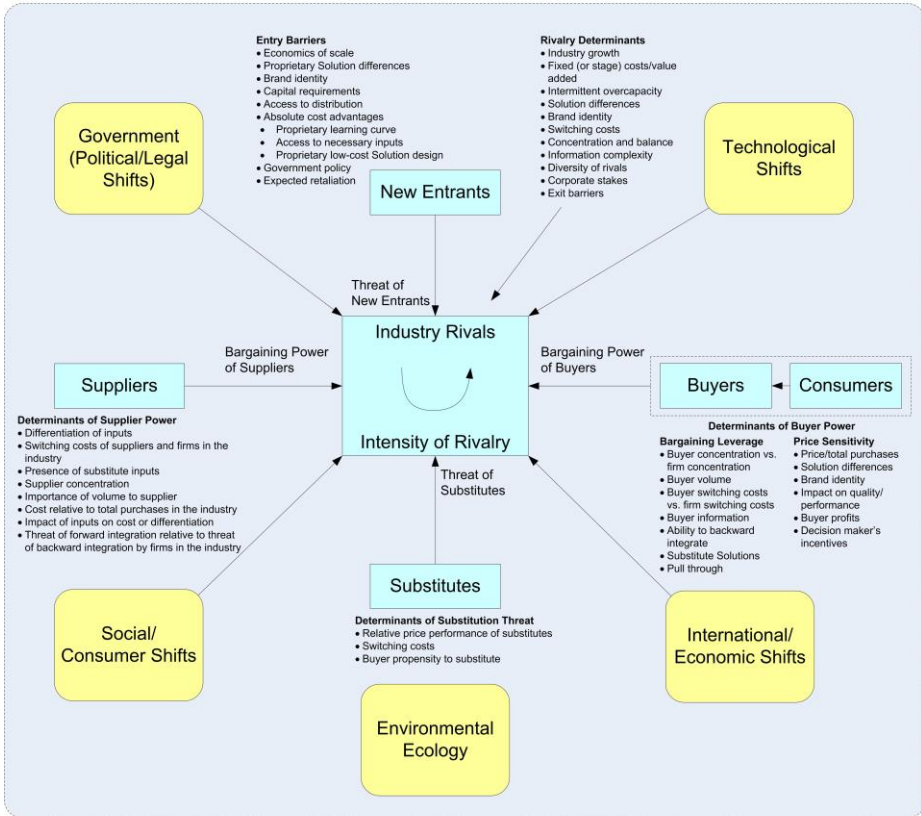 Entry Barriers
• Economics of scale
• Proprietary Solution differences
• Brand identity
• Capital requirements
• Access to distribution
• Absolute cost advantages
• Proprietary learning curve
• Access to necessary inputs
• Proprietary low-cost Solution design
• Government policy
• Expected retaliation
Rivalry Determinants
• Industry growth
• Fixed (or stage) costs/value
added
• Intermittent overcapacity
• Solution differences
• Brand identity
• Switching costs
• Concentration and balance
• Information complexity
• Diversity of rivals
• Corporate stakes
• Exit barriers
Government
(Political/Legal
Shifts)
New Entrants
Technological
Shifts
Threat of
New Entrants
Industry Rivals
Intensity of Rivalry
Bargaining Power
of Suppliers
Bargaining Power
of Buyers
Suppliers
Buyers
Consumers
Determinants of Supplier Power
• Differentiation of inputs
• Switching costs of suppliers and firms in the
industry
• Presence of substitute inputs
• Supplier concentration
• Importance of volume to supplier
• Cost relative to total purchases in the industry
• Impact of inputs on cost or differentiation
• Threat of forward integration relative to threat
of backward integration by firms in the industry
Determinants of Buyer Power
Bargaining Leverage
• Buyer concentration vs.
firm concentration
• Buyer volume
• Buyer switching costs
vs. firm switching costs
• Buyer information
• Ability to backward
integrate
• Substitute Solutions
• Pull through
Price Sensitivity
• Price/total purchases
• Solution differences
• Brand identity
• Impact on quality/
performance
• Buyer profits
• Decision maker's
incentives
Threat of
Substitutes
Substitutes
Determinants of Substitution Threat
• Relative price performance of substitutes
• Switching costs
• Buyer propensity to substitute
Social/
Consumer Shifts
Environmental
Ecology
International/
Economic Shifts